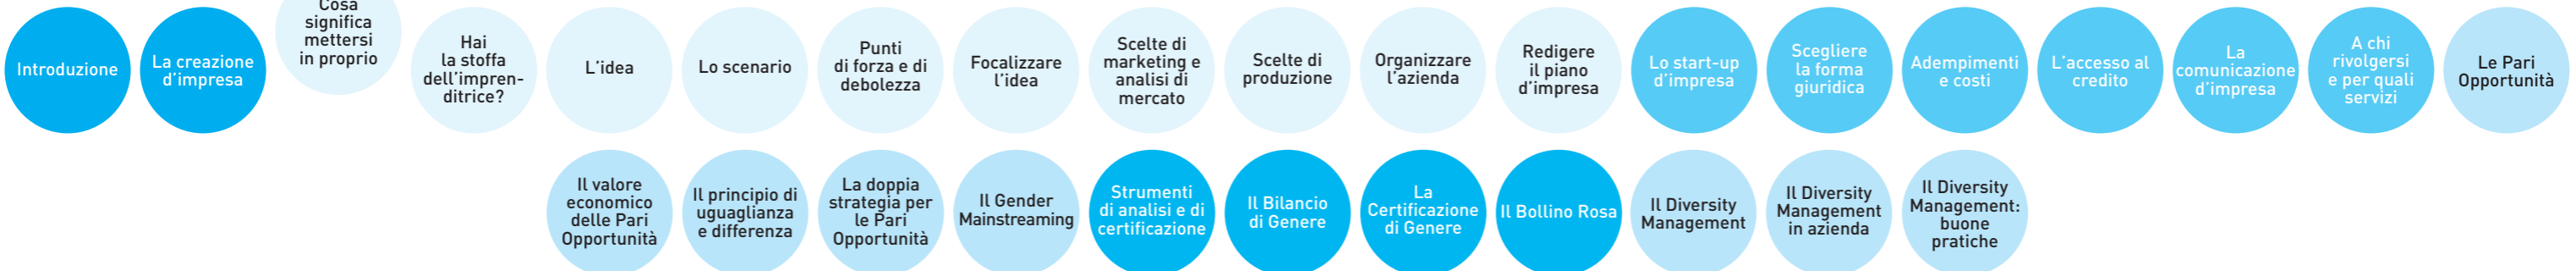 Introduzione
La creazione
d'impresa
Cosa
significa
mettersi
in proprio
Hai
la stoffa
dell'impren-
ditrice?
L'idea
Lo scenario
Punti
di forza e di
debolezza
Focalizzare
l'idea
Scelte di
marketing e
analisi di
mercato
Scelte di
produzione
Organizzare
l'azienda
Redigere
il piano
d'impresa
Lo start-up
d'impresa
Scegliere
la forma
giuridica
Adempimenti
e costi
L'accesso al
credito
La
comunicazione
d'impresa
A chi
rivolgersi
e per quali
servizi
Le Pari
Opportunità
Il valore
economico
delle Pari
Opportunità
Il principio di
uguaglianza
e differenza
La doppia
strategia per
le Pari
Opportunità
Il Gender
Mainstreaming
Strumenti
di analisi e di
certificazione
Il Bilancio
di Genere
La
Certificazione
di Genere
Il Bollino Rosa
Il Diversity
Management
Il Diversity
Management
in azienda
Il Diversity
Management:
buone
pratiche